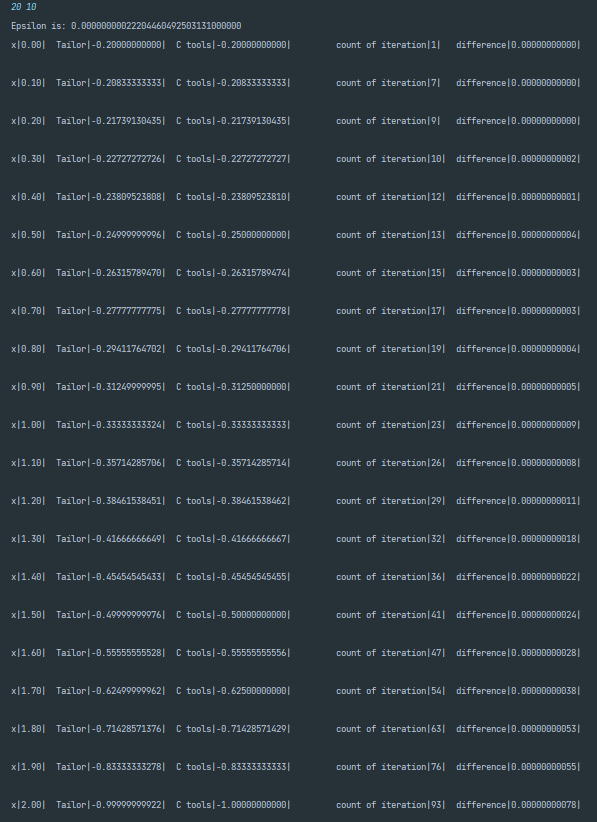 20 10
Epsilon is: 0.00000000022204460492503131000000
x|0.00| Tailor|-0.20000000000| C tools|-0.20000000000| count of iteration|1| difference|0.00000000000|
x|0.10| Tailor|-0.20833333333| C tools|-0.20833333333| count of iteration|7| difference|0.00000000000|
x|0.20| Tailor|-0.21739130435| C tools|-0.21739130435| count of iteration|9| difference|0.00000000000|
x|0.30| Tailor|-0.22727272726| C tools|-0.22727272727| count of iteration|10| difference|0.00000000002|
x|0.40| Tailor|-0.23809523808| C tools|-0.23809523810| count of iteration|12| difference|0.00000000001|
x|0.50| Tailor|-0.24999999996| C tools|-0.25000000000| count of iteration|13| difference|0.00000000004|
x|0.60| Tailor|-0.26315789470| C tools|-0.26315789474| count of iteration|15| difference|0.00000000003|
x|0.70| Tailor|-0.27777777775| C tools|-0.27777777778| count of iteration|17| difference|0.00000000003|
x|0.80| Tailor|-0.29411764702| C tools|-0.29411764706| count of iteration|19| difference|0.00000000004|
x|0.90| Tailor|-0.31249999995| C tools|-0.31250000000| count of iteration|21| difference|0.00000000005|
x|1.00| Tailor|-0.33333333324| C tools|-0.33333333333| count of iteration|23| difference|0.00000000009|
x|1.10| Tailor|-0.35714285706| C tools|-0.35714285714| count of iteration|26| difference|0.00000000008|
x|1.20| Tailor|-0.38461538451| C tools|-0.38461538462| count of iteration|29| difference|0.00000000011|
x|1.30| Tailor|-0.41666666649| C tools|-0.41666666667| count of iteration|32| difference|0.00000000018|
x|1.40| Tailor|-0.45454545433| C tools|-0.45454545455| count of iteration|36| difference|0.00000000022|
x|1.50| Tailor|-0.49999999976| C tools|-0.50000000000| count of iteration|41| difference|0.00000000024|
x|1.60| Tailor|-0.55555555528| C tools|-0.55555555556| count of iteration|47| difference|0.00000000028|
x|1.70| Tailor|-0.62499999962| C tools|-0.62500000000| count of iteration|54| difference|0.00000000038|
x|1.80| Tailor|-0.71428571376| C tools|-0.71428571429| count of iteration|63| difference|0.00000000053|
x|1.90| Tailor|-0.83333333278| C tools|-0.83333333333| count of iteration|76| difference|0.00000000055|
x|2.00| Tailor|-0.99999999922| C tools|-1.00000000000| count of iteration|93| difference|0.00000000078|